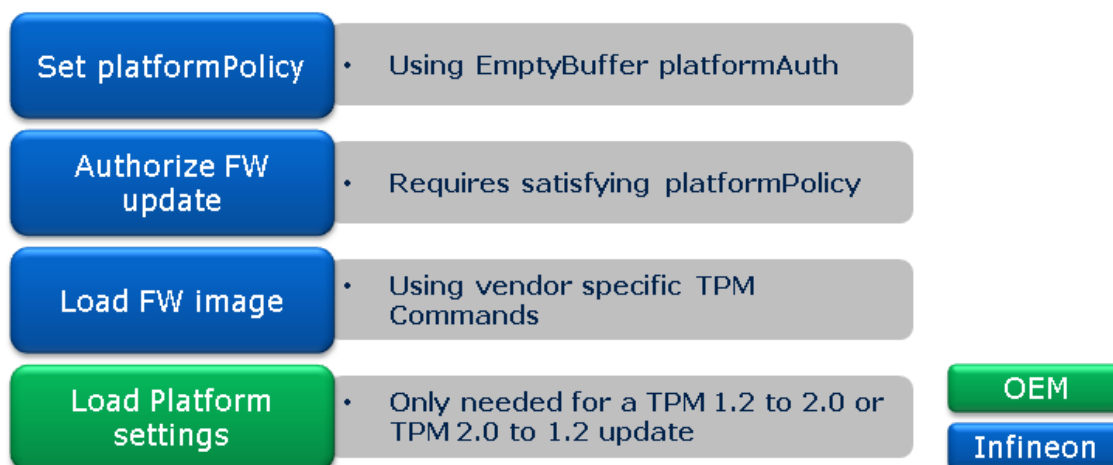 Set platformPolicy
• Using EmptyBuffer platformAuth
Authorize FW
update
• Requires satisfying platformPolicy
Load FW image
• Using vendor specific TPM
Commands
Load Platform
settings
• Only needed for a TPM 1.2 to 2.0 or
TPM 2.0 to 1.2 update
OEM
Infineon